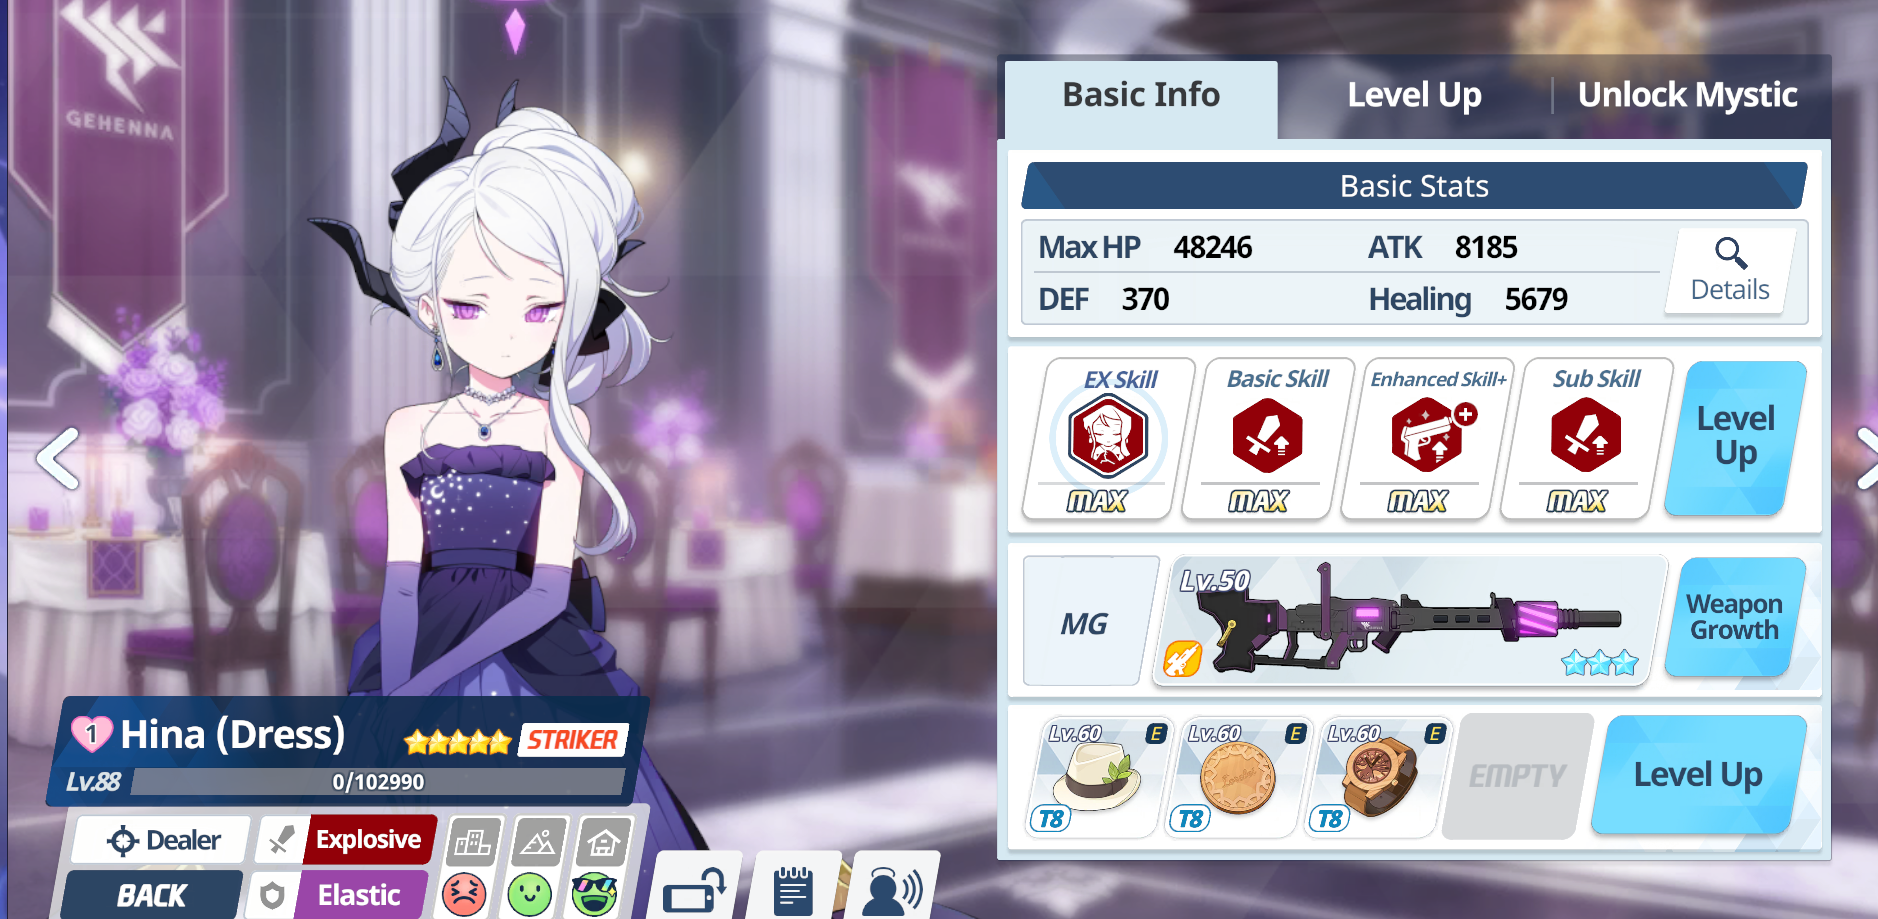 GEHENNA
Basic Info
Level Up
Unlock Mystic
Basic Stats
Max HP 48246
ATK 8185
DEF 370
Healing 5679
Details
EX Skill
MAX
Basic Skill
MAX
Enhanced Skill+
MAX
Sub Skill
MAX
Level
Up
MG
Lv.50
Weapon
Growth
Lv.60
E
T8
Lv.60
E
T8
Lv.60
E
T8
EMPTY
Level Up
1
Hina (Dress)
STRIKER
Lv.88
0/102990
Dealer
Explosive
BACK
Elastic